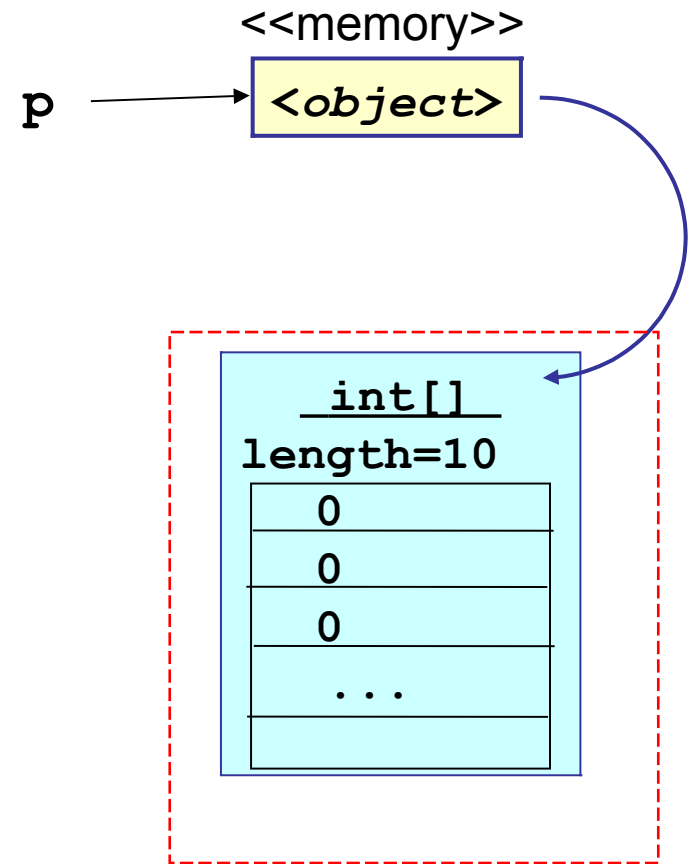 <<memory>>
p
<object>
int[]
length=10
0
0
0
...